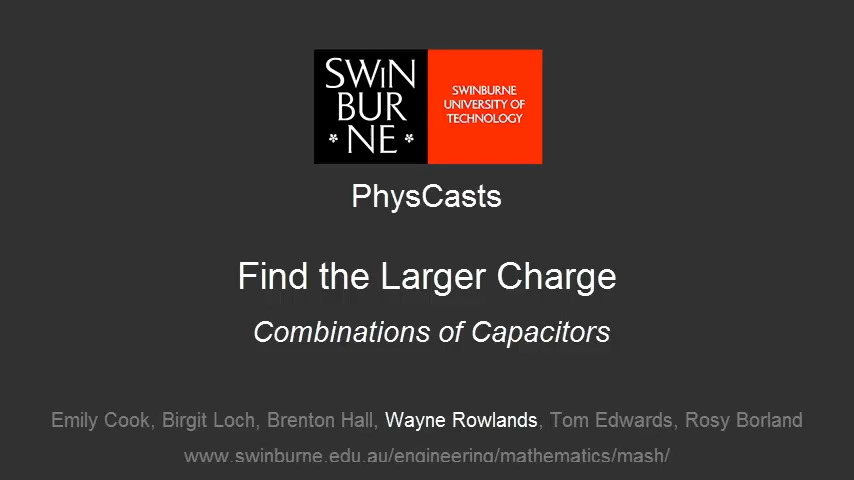 SWiN
BUR
* NE *
SWINBURNE
UNIVERSITY OF
TECHNOLOGY
PhysCasts
Find the Larger Charge
Combinations of Capacitors
Emily Cook, Birgit Loch, Brenton Hall, Wayne Rowlands, Tom Edwards, Rosy Borland
www.swinburne.edu.au/engineering/mathematics/mash/